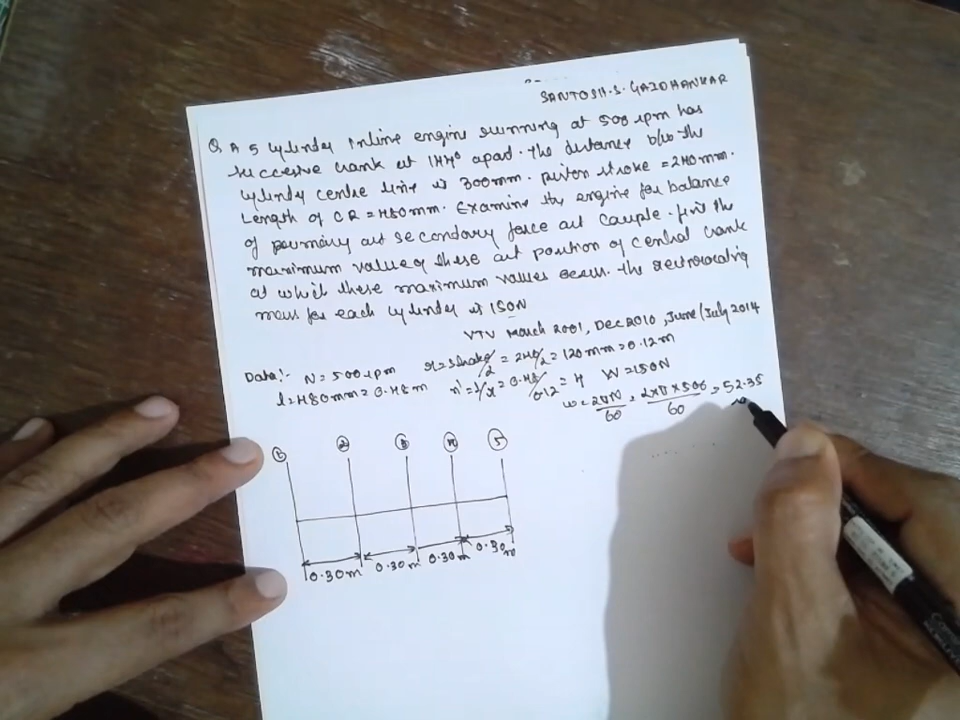 SANTOSH.S. GAIDHANKAR
Q. A 5 cylinder inline engine running at 500 rpm has
successive crank at 144° apart. The distance b/w the
cylinder centre line is 300mm. piston stroke = 240mm.
Length of CR = 480mm. Examine the engine for balance
of primary and secondary force and couple. find the
maximum value of these and position of central crank
at which these maximum values occur. the reciprocating
mass for each cylinder is 150N
VTU March 2001, Dec 2010, June/July 2014
Data:- N = 500 rpm r = stroke/2 = 240/2 = 120mm = 0.12m
l = 480mm = 0.48m n' = l/r = 0.48/0.12 = 4 W = 150N
ω = 2πN/60 = 2×π×500/60 = 52.35
1 2 3 4 5
0.30m 0.30m 0.30m 0.30m